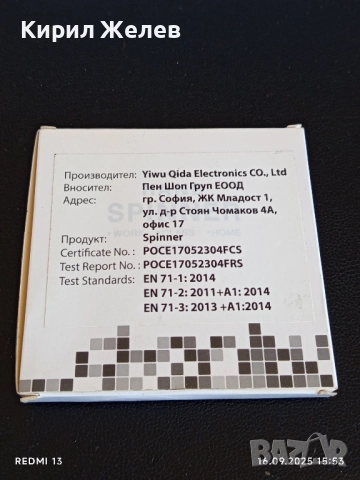 Кирил Желев
Производител: Yiwu Qida Electronics CO., Ltd
Вносител: Пен Шоп Груп ЕООД
Адрес: гр. София, ЖК Младост 1,
ул. д-р Стоян Чомаков 4А,
офис 17
Продукт: Spinner
Certificate No.: POCE17052304FCS
Test Report No.: POCE17052304FRS
Test Standards: EN 71-1: 2014
EN 71-2: 2011+A1: 2014
EN 71-3: 2013 +A1:2014
REDMI 13
16.09.2025 15:53
БАЗАР